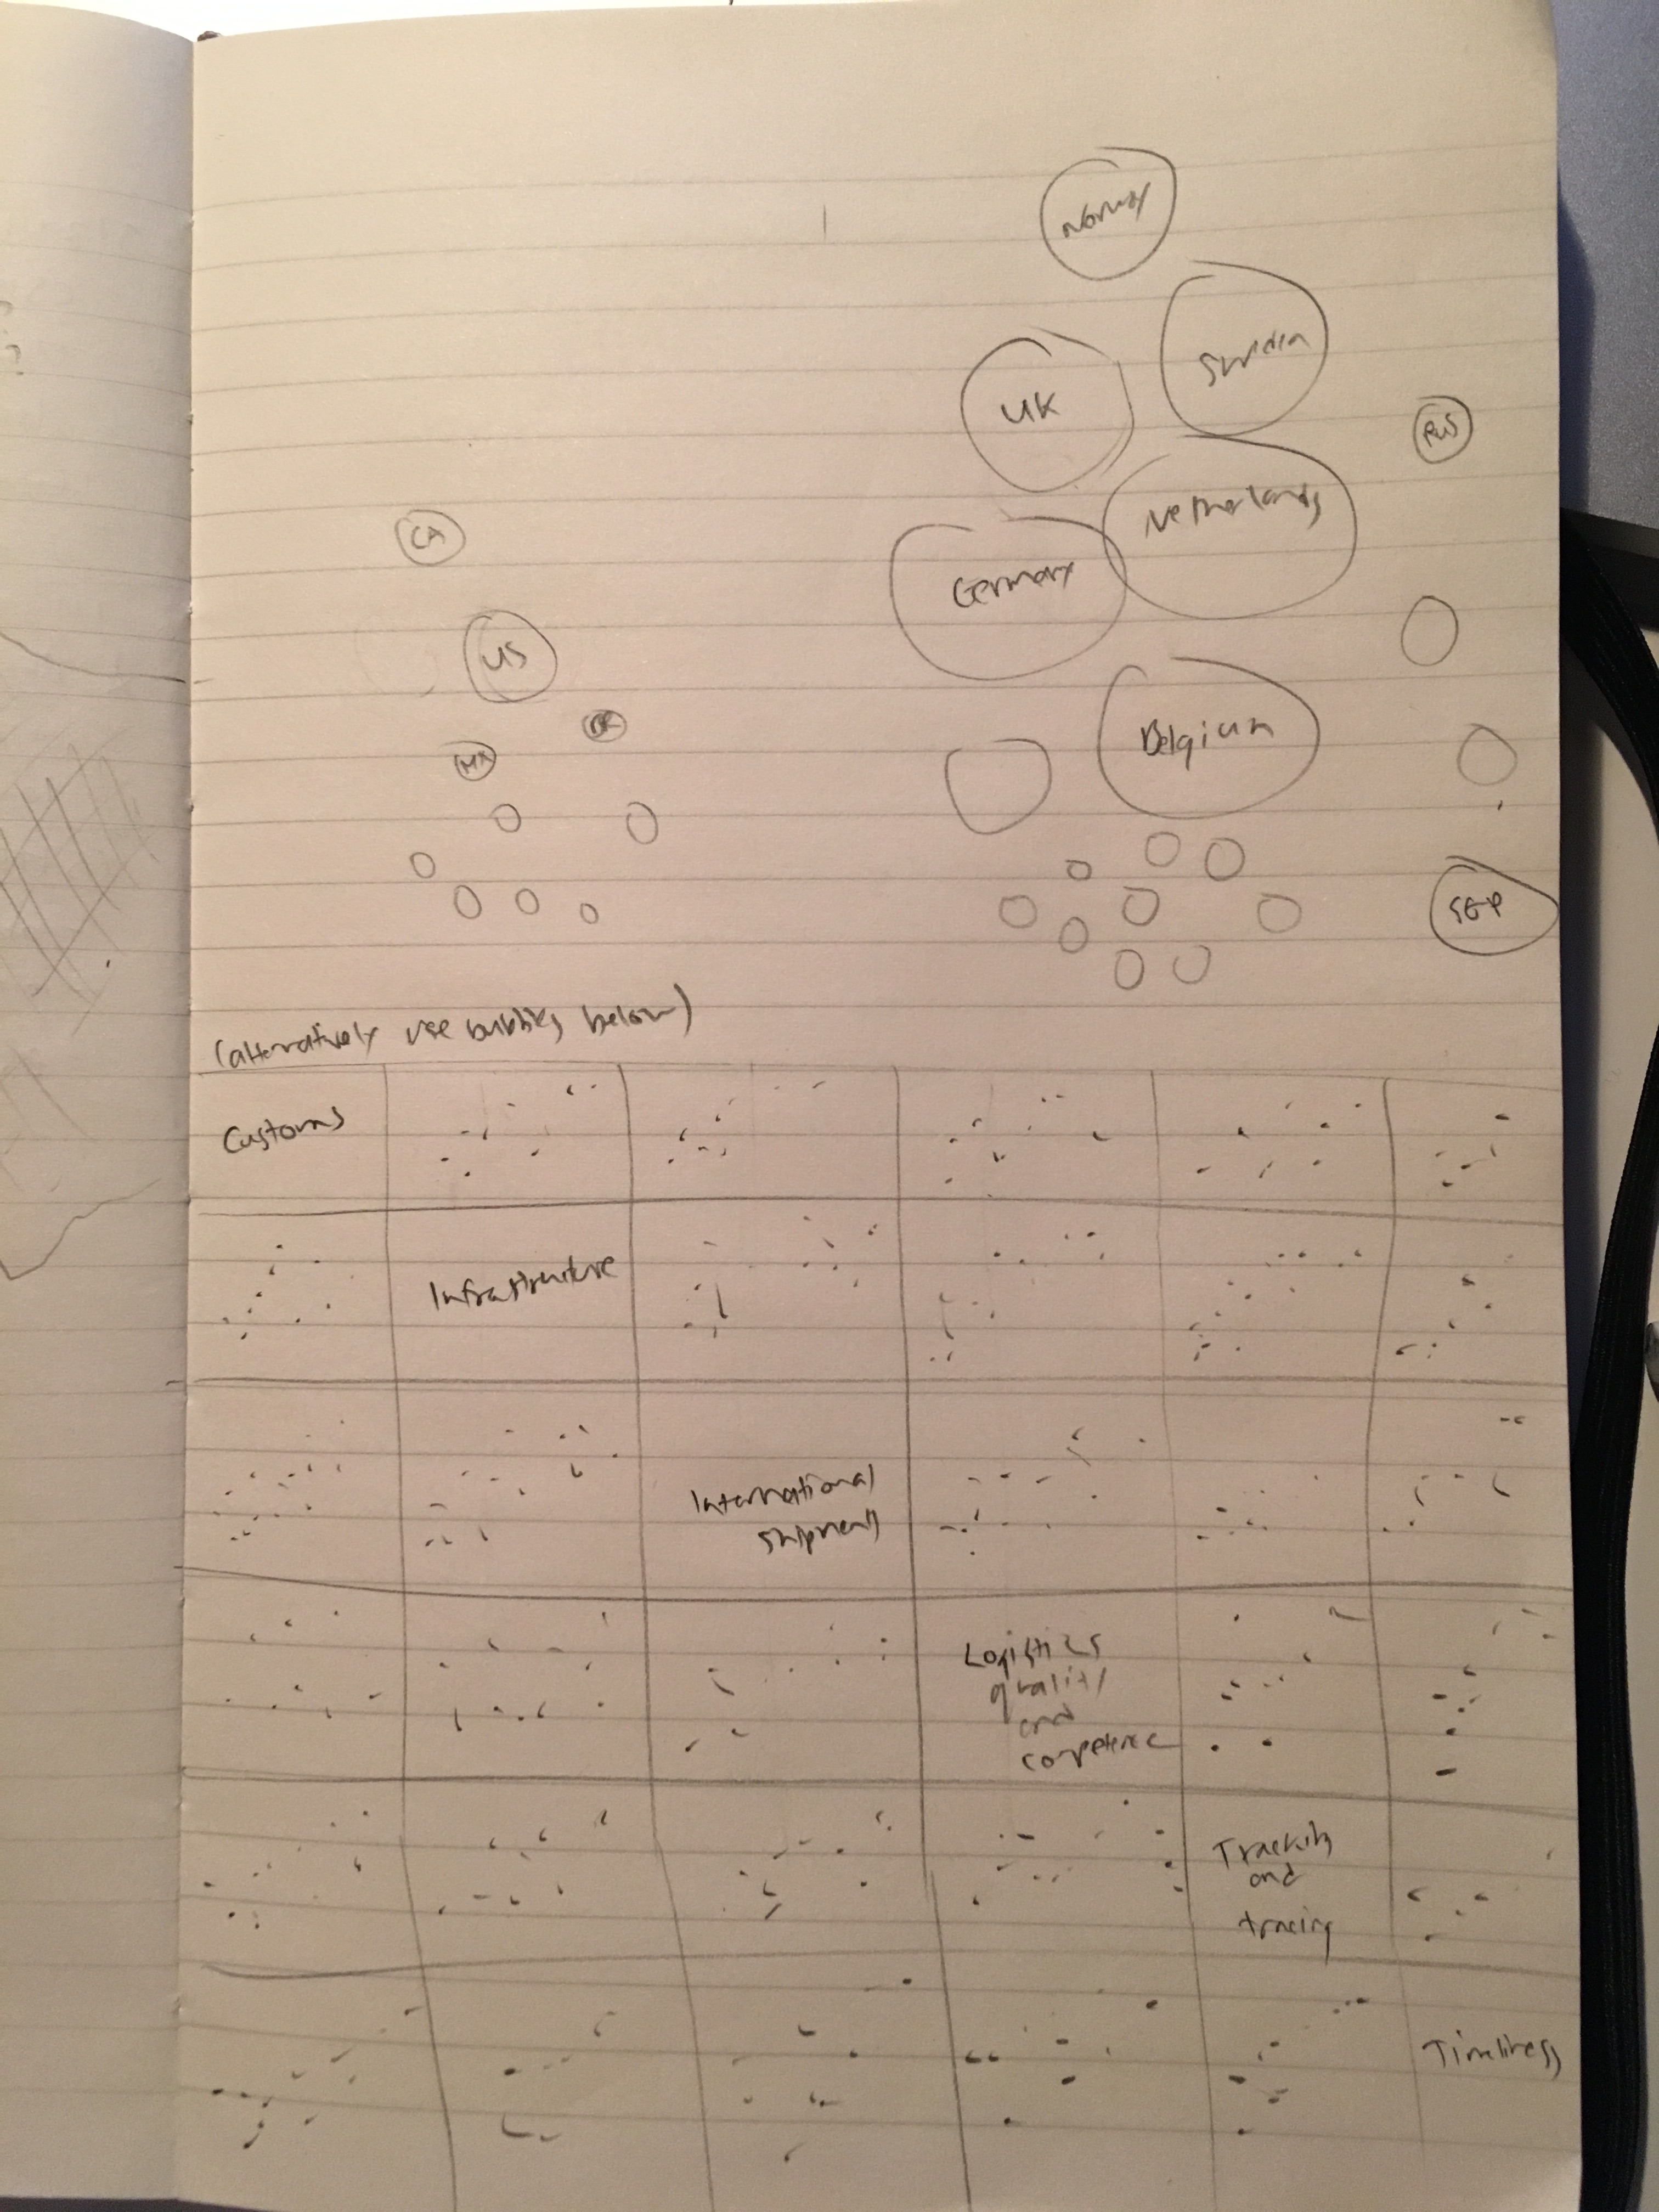 Norway
Sweden
UK
RUS
Netherlands
CA
Germany
US
BR
MX
Belgium
SGP
(alternatively use bubbles below)
Customs
Infrastructure
International
shipments
Logistics
quality
and
competence
Tracking
and
tracing
Timeliness